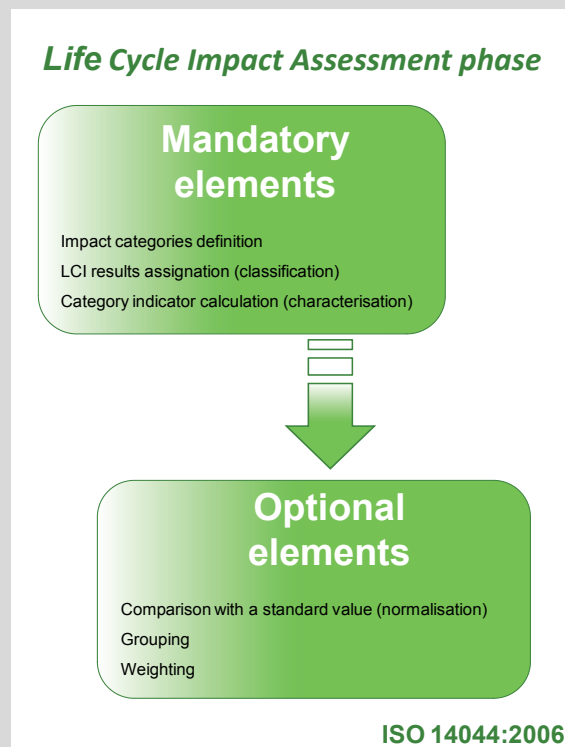 Life Cycle Impact Assessment phase
Mandatory
elements
Impact categories definition
LCI results assignation (classification)
Category indicator calculation (characterisation)
Optional
elements
Comparison with a standard value (normalisation)
Grouping
Weighting
ISO 14044:2006